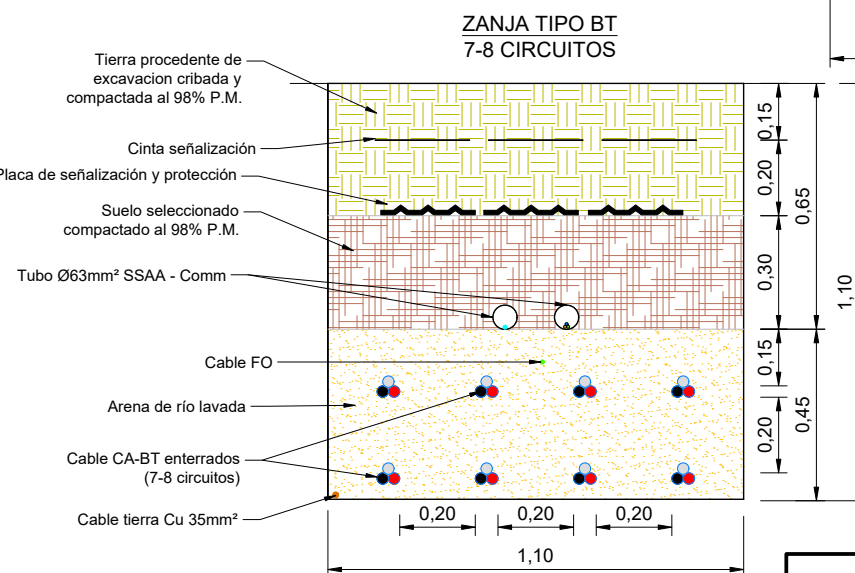 ZANJA TIPO BT
7-8 CIRCUITOS
Tierra procedente de
excavacion cribada y
compactada al 98% P.M.
Cinta señalización
Placa de señalización y protección
Suelo seleccionado
compactado al 98% P.M.
Tubo Ø63mm² SSAA - Comm
Cable FO
Arena de río lavada
Cable CA-BT enterrados
(7-8 circuitos)
Cable tierra Cu 35mm²
0,15
0,20
0,65
0,30
1,10
0,15
0,20
0,45
0,20
0,20
0,20
1,10